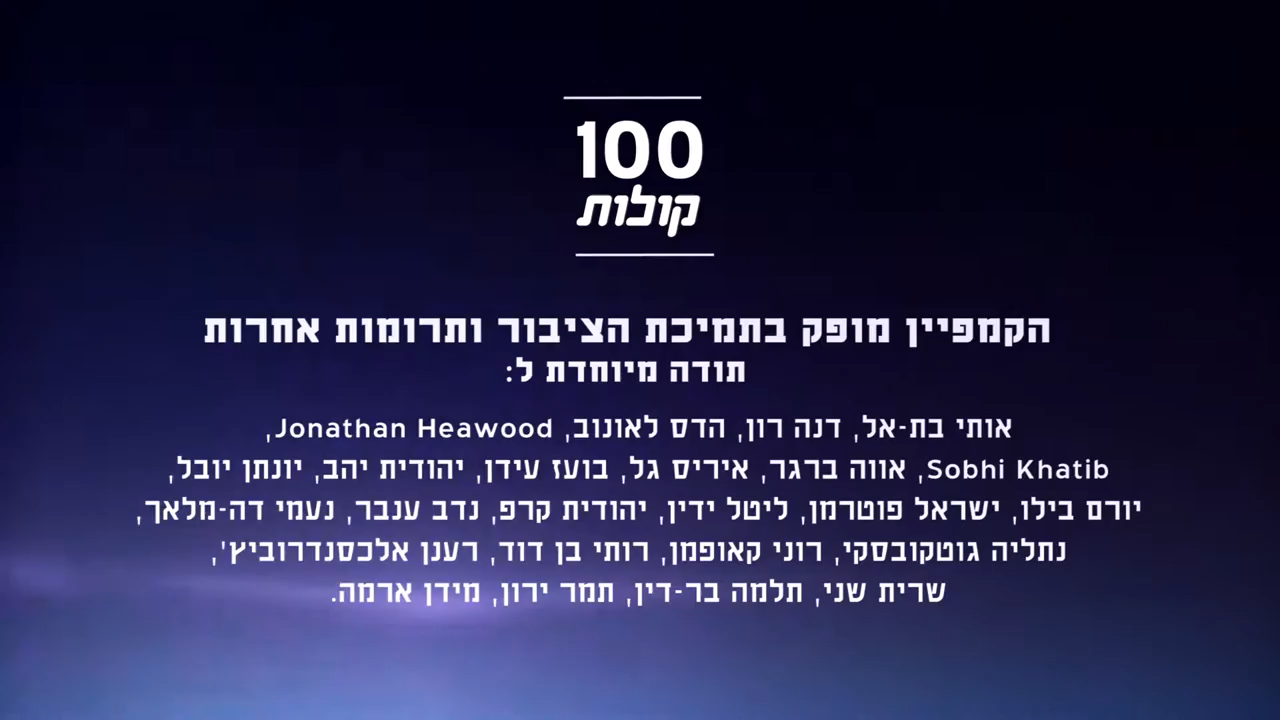 100
קולות
הקמפיין מופק בתמיכת הציבור ותרומות אחרות
תודה מיוחדת ל:
אותי בת-אל, דנה רון, הדס לאונוב, Jonathan Heawood,
Sobhi Khatib, אווה ברגר, איריס גל, בועז עידן, יהודית יהב, יונתן יובל,
יורם בילו, ישראל פוטרמן, ליטל ידין, יהודית קרפ, נדב ענבר, נעמי דה-מלאך,
נתליה גוטקובסקי, רוני קאופמן, רותי בן דוד, רענן אלכסנדרוביץ',
שרית שני, תלמה בר-דין, תמר ירון, מידן ארמה.